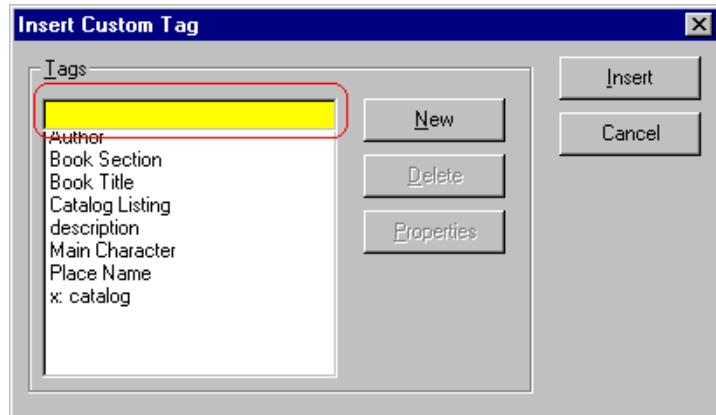 Insert Custom Tag
Tags
Author
Book Section
Book Title
Catalog Listing
description
Main Character
Place Name
x: catalog
New
Delete
Properties
Insert
Cancel